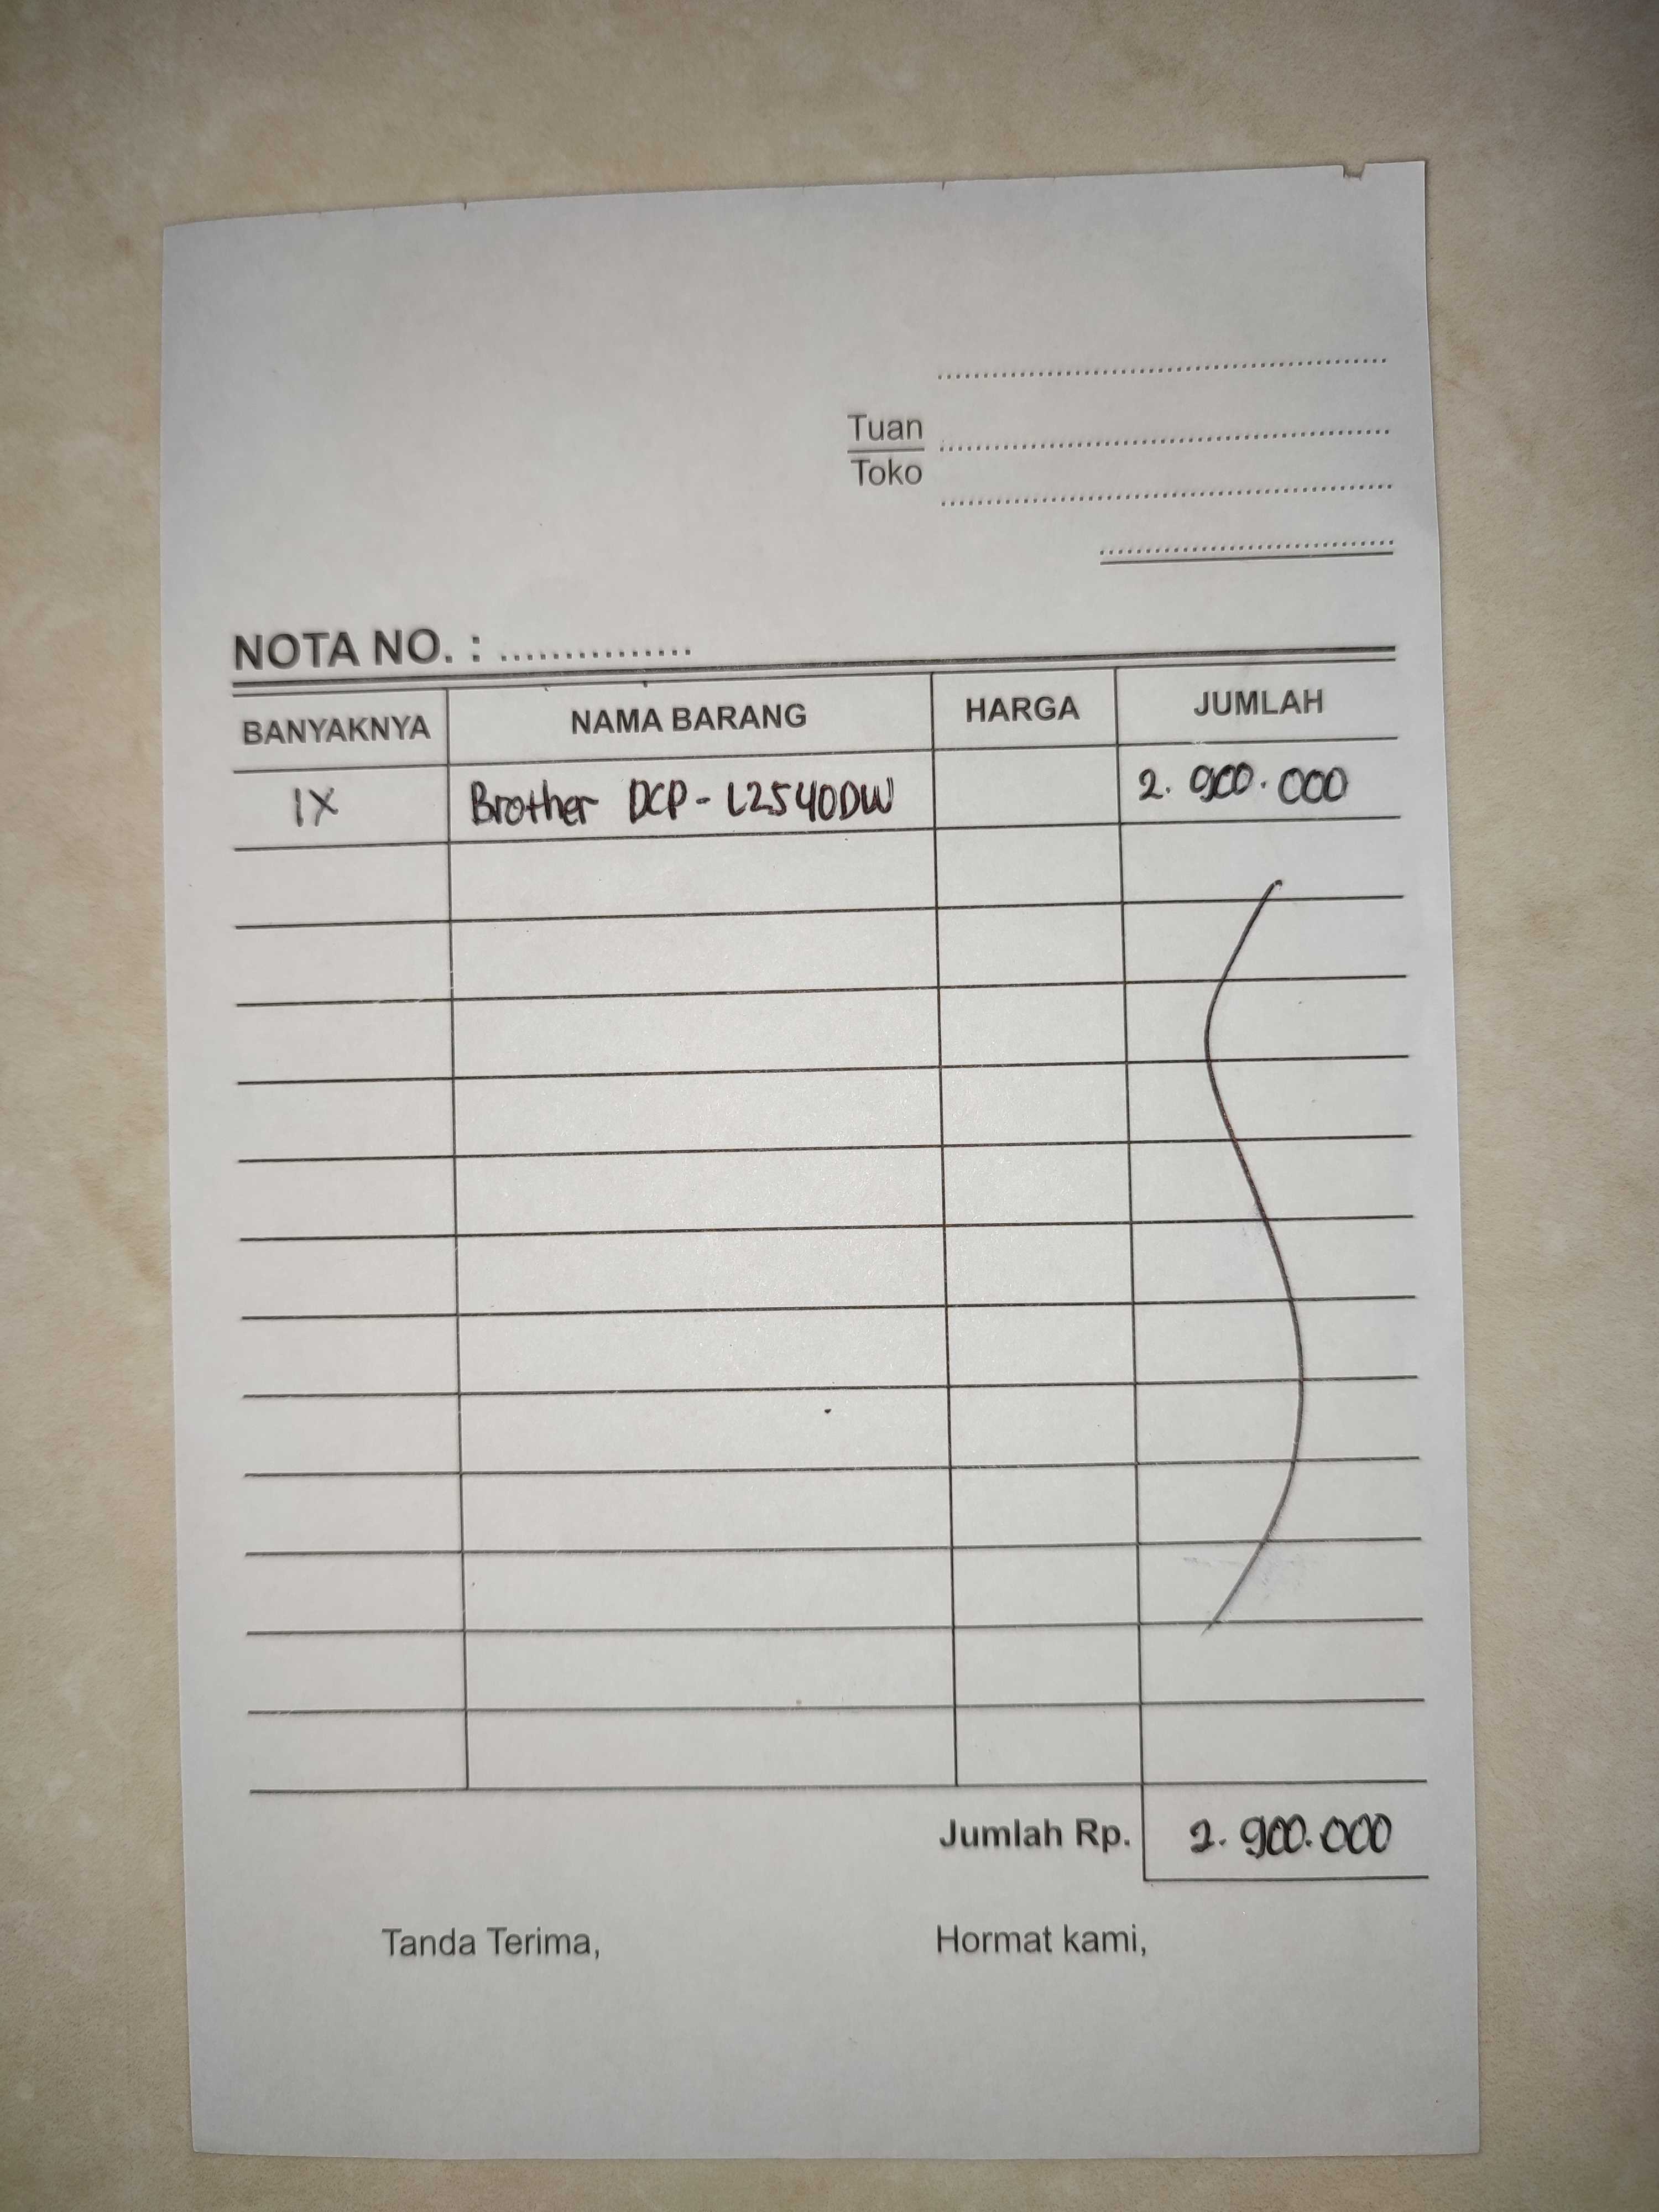 Tuan
Toko
NOTA NO. : ...............
BANYAKNYA NAMA BARANG HARGA JUMLAH
1X Brother DCP-L2540DW 2.900.000
Jumlah Rp. 2.900.000
Tanda Terima, Hormat kami,